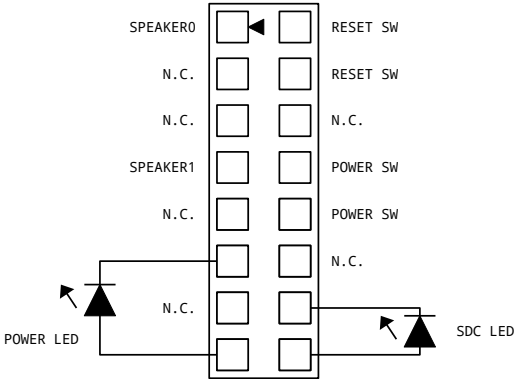 SPEAKER0 RESET SW
N.C. RESET SW
N.C. N.C.
SPEAKER1 POWER SW
N.C. POWER SW
N.C.
N.C.
SDC LED
POWER LED